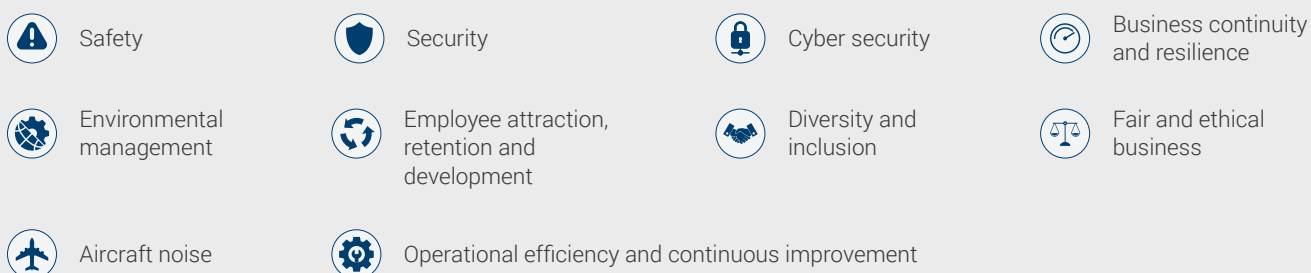 Safety
Security
Cyber security
Business continuity
and resilience
Environmental
management
Employee attraction,
retention and
development
Diversity and
inclusion
Fair and ethical
business
Aircraft noise
Operational efficiency and continuous improvement